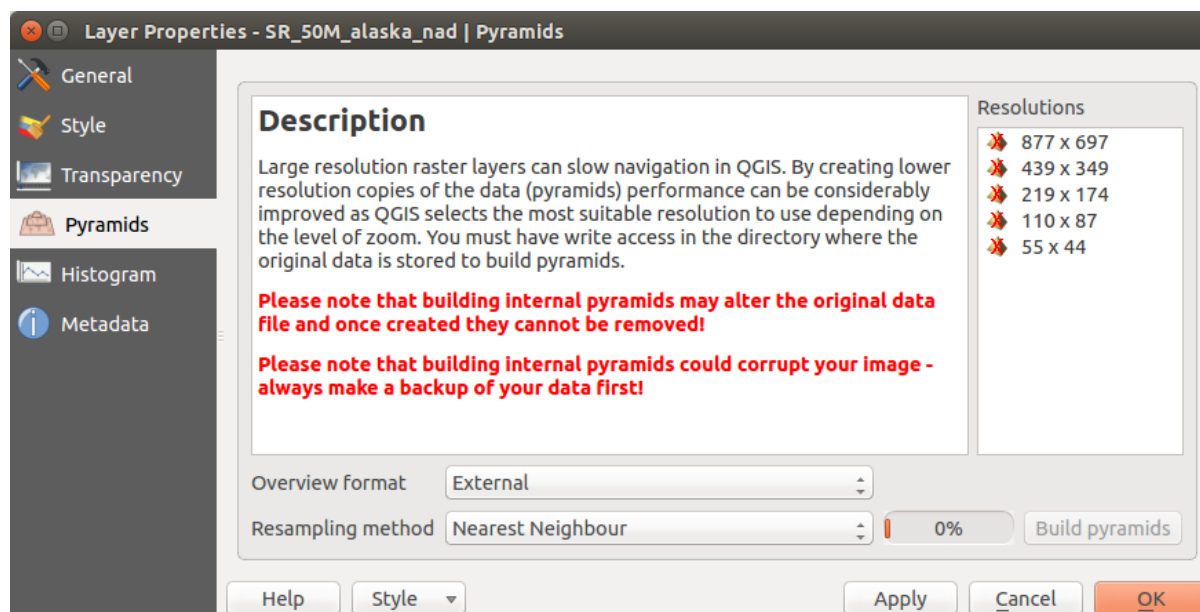 Layer Properties - SR_50M_alaska_nad | Pyramids
General
Style
Transparency
Pyramids
Histogram
Metadata
Description
Large resolution raster layers can slow navigation in QGIS. By creating lower
resolution copies of the data (pyramids) performance can be considerably
improved as QGIS selects the most suitable resolution to use depending on
the level of zoom. You must have write access in the directory where the
original data is stored to build pyramids.
Please note that building internal pyramids may alter the original data
file and once created they cannot be removed!
Please note that building internal pyramids could corrupt your image -
always make a backup of your data first!
Resolutions
877 x 697
439 x 349
219 x 174
110 x 87
55 x 44
Overview format External
Resampling method Nearest Neighbour 0% Build pyramids
Help Style Apply Cancel OK